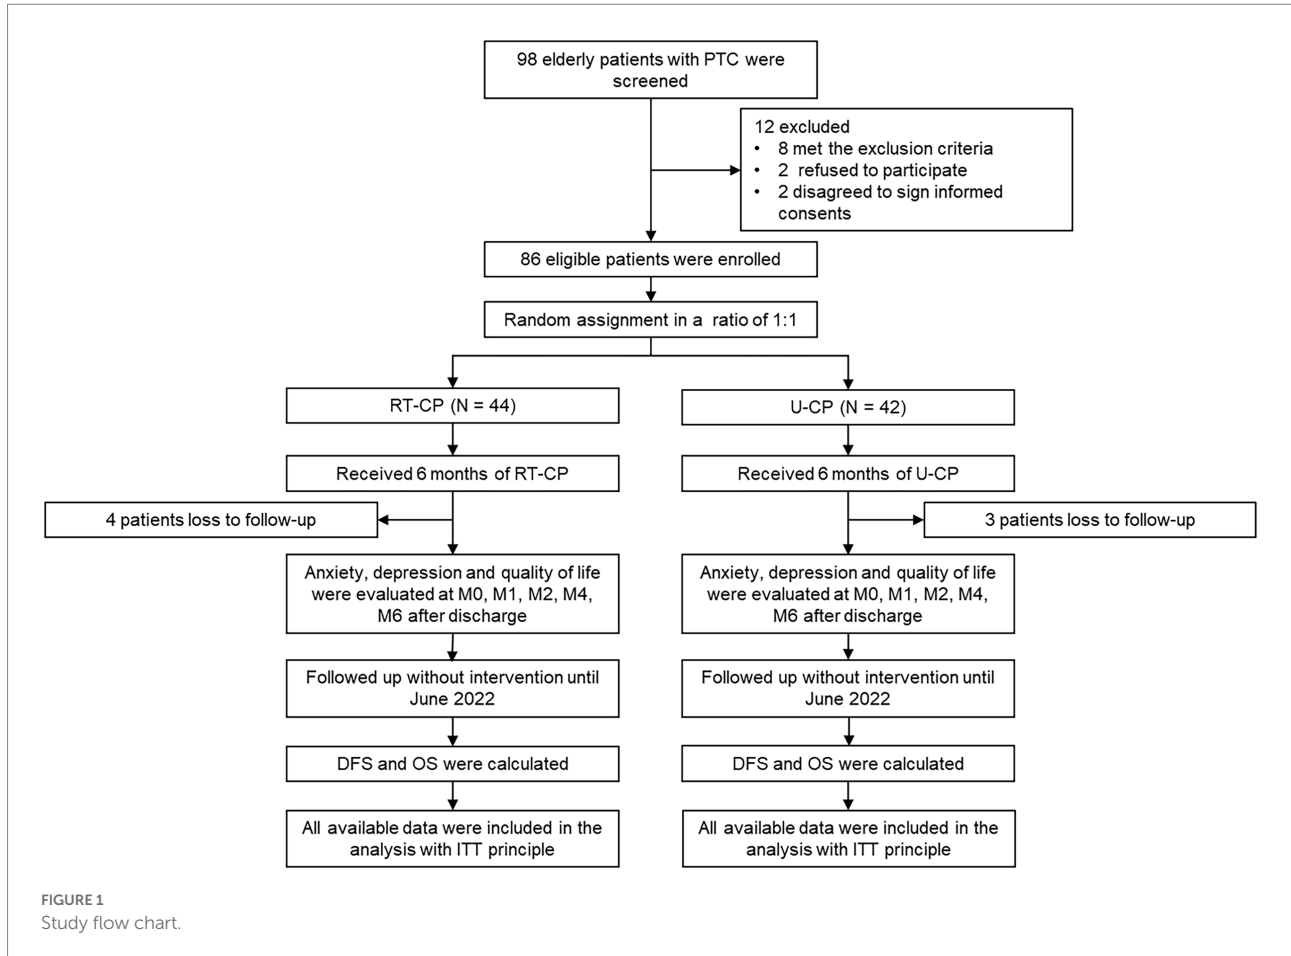 98 elderly patients with PTC were
screened
12 excluded
• 8 met the exclusion criteria
• 2 refused to participate
• 2 disagreed to sign informed
consents
86 eligible patients were enrolled
Random assignment in a ratio of 1:1
RT-CP (N = 44)
U-CP (N = 42)
Received 6 months of RT-CP
Received 6 months of U-CP
4 patients loss to follow-up
3 patients loss to follow-up
Anxiety, depression and quality of life
were evaluated at M0, M1, M2, M4,
M6 after discharge
Anxiety, depression and quality of life
were evaluated at M0, M1, M2, M4,
M6 after discharge
Followed up without intervention until
June 2022
Followed up without intervention until
June 2022
DFS and OS were calculated
DFS and OS were calculated
All available data were included in the
analysis with ITT principle
All available data were included in the
analysis with ITT principle
FIGURE 1
Study flow chart.